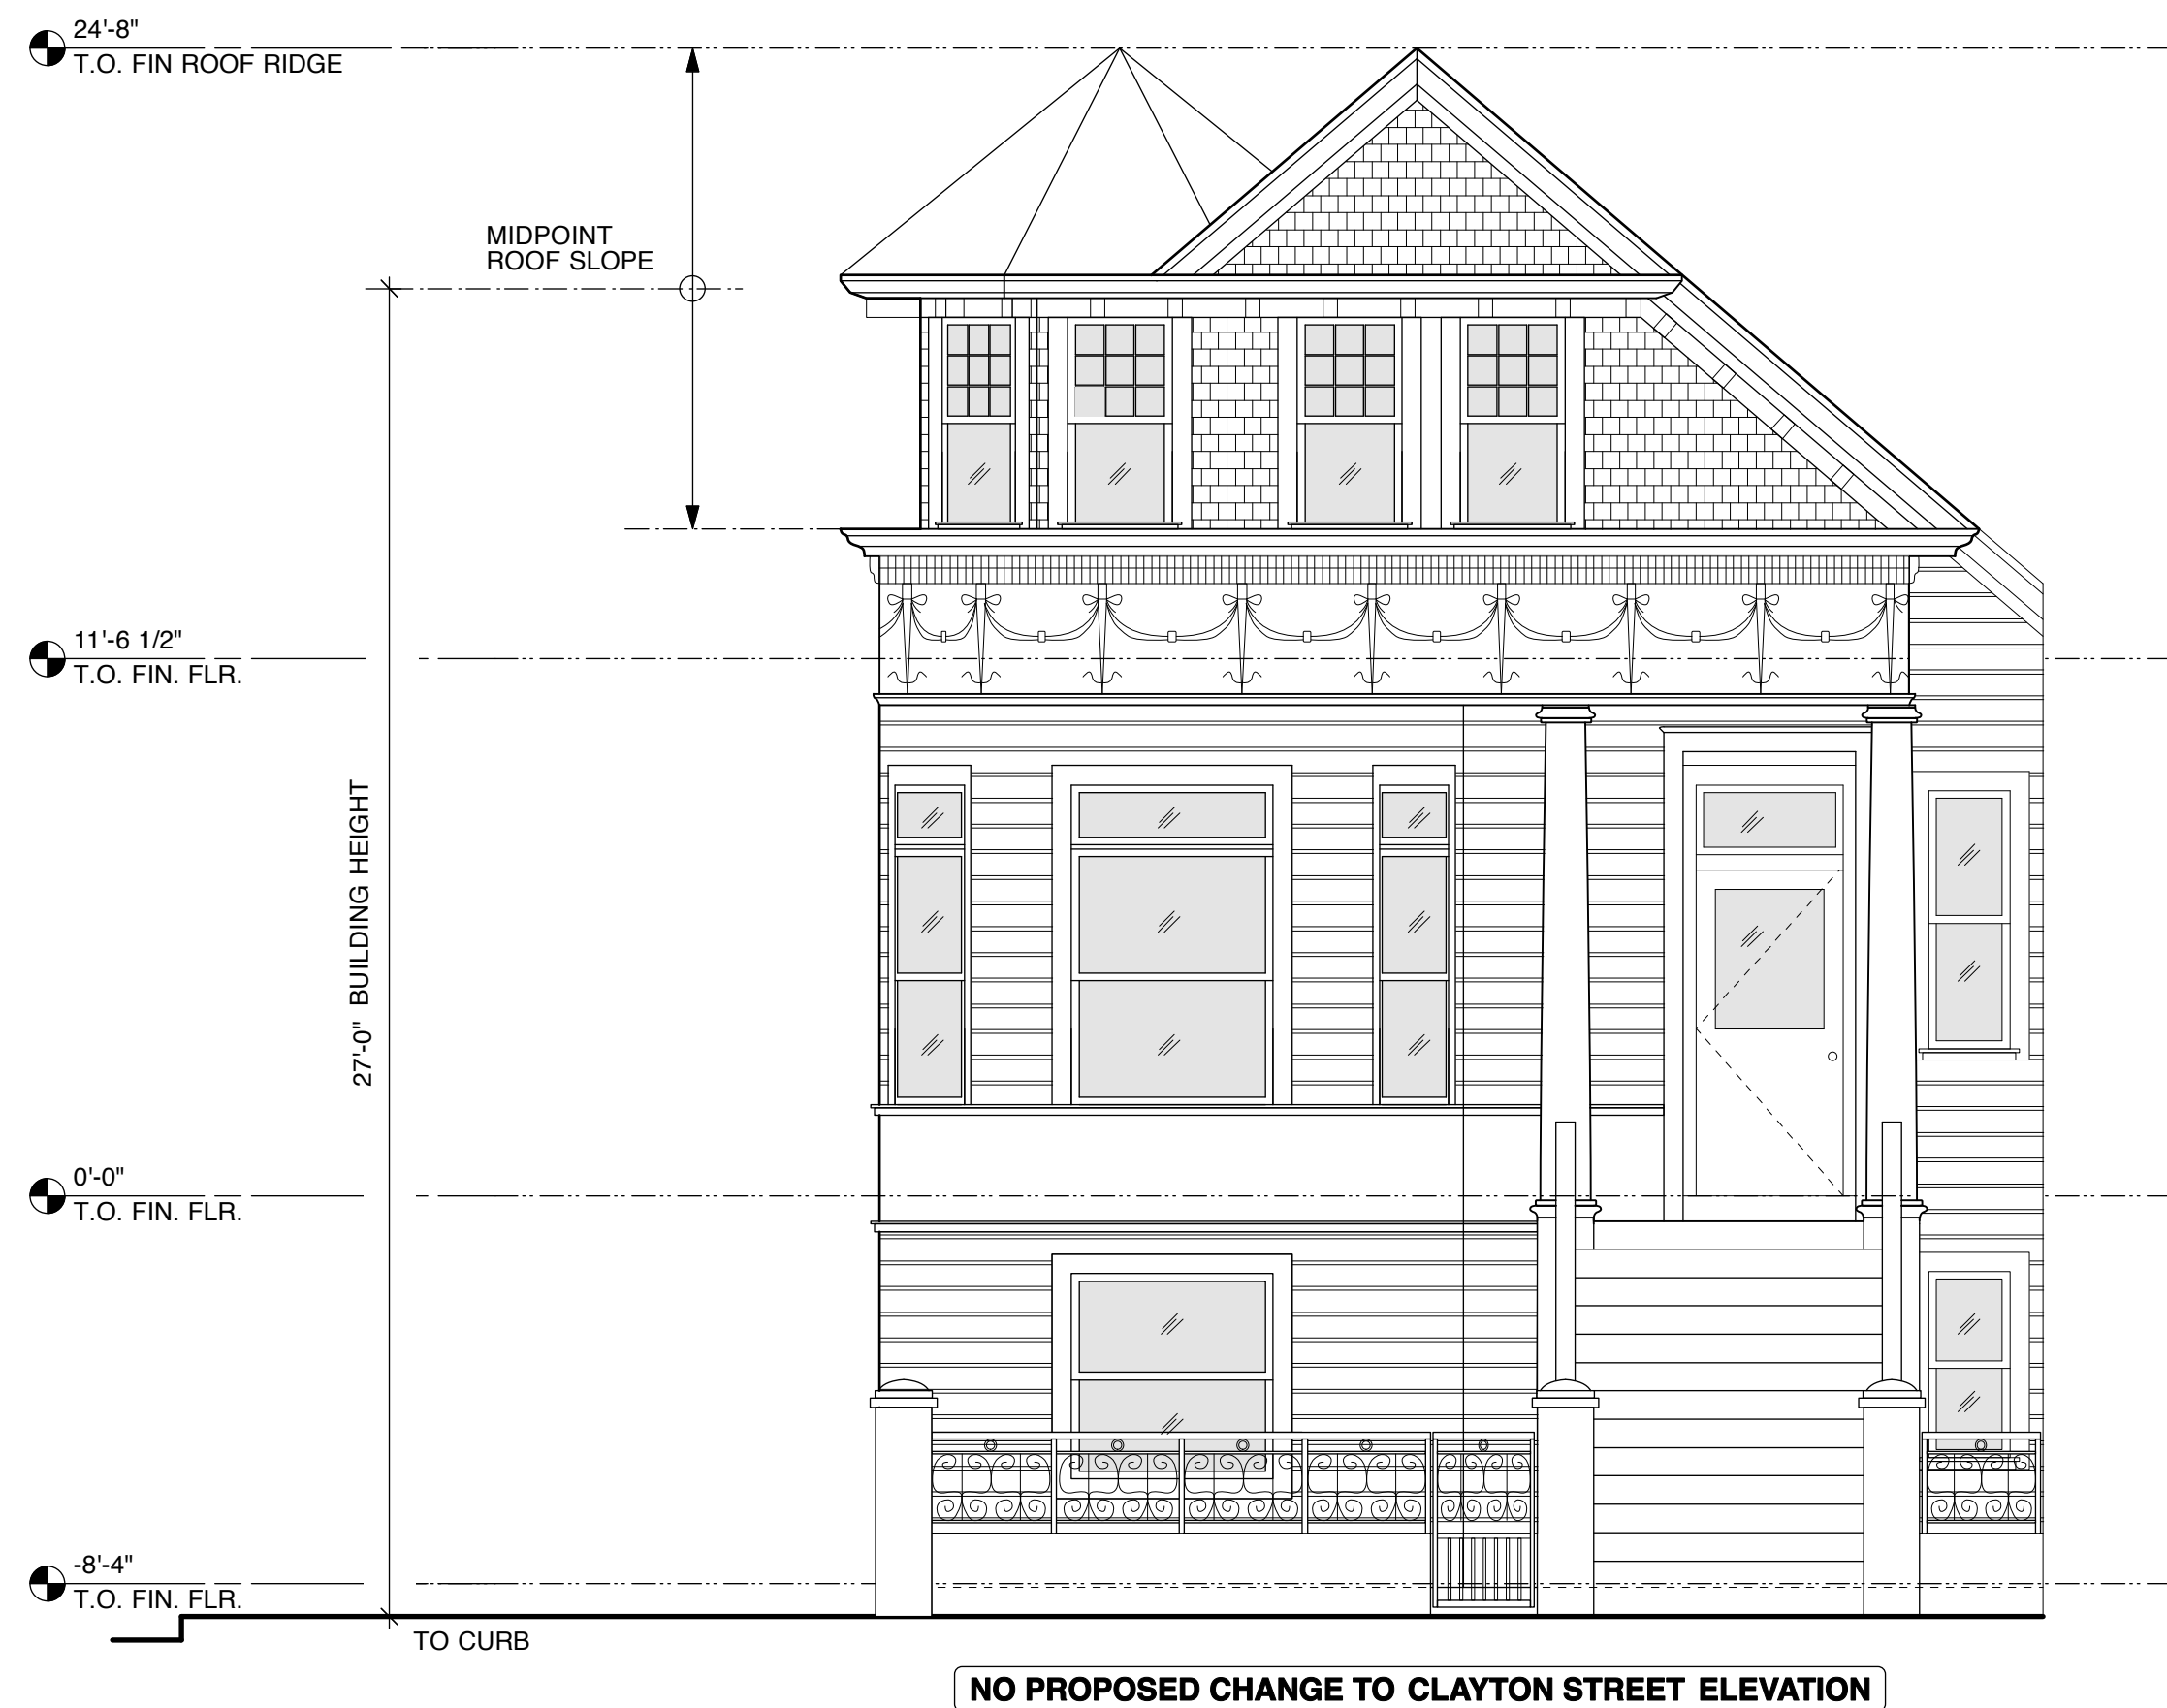 24'-8"
T.O. FIN ROOF RIDGE
MIDPOINT
ROOF SLOPE
11'-6 1/2"
T.O. FIN. FLR.
27'-0" BUILDING HEIGHT
0'-0"
T.O. FIN. FLR.
-8'-4"
T.O. FIN. FLR.
TO CURB
NO PROPOSED CHANGE TO CLAYTON STREET ELEVATION